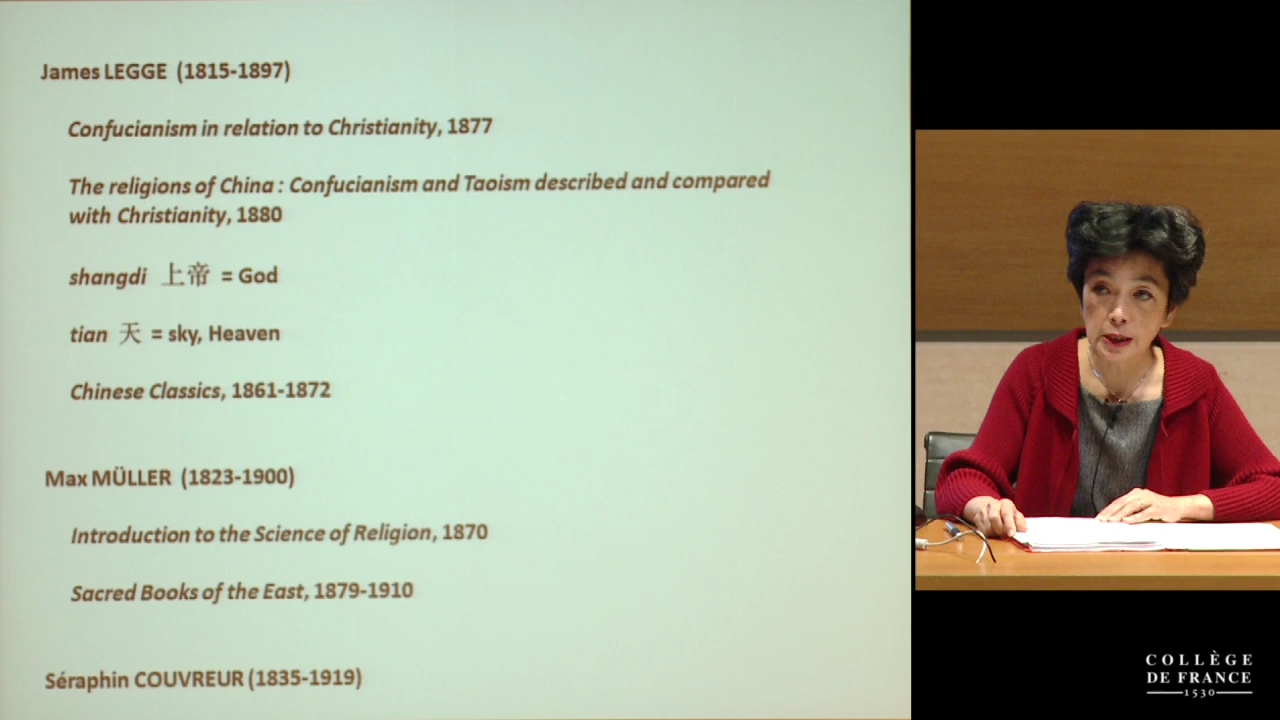 James LEGGE (1815-1897)
Confucianism in relation to Christianity, 1877
The religions of China : Confucianism and Taoism described and compared
with Christianity, 1880
shangdi 上帝 = God
tian 天 = sky, Heaven
Chinese Classics, 1861-1872
Max MÜLLER (1823-1900)
Introduction to the Science of Religion, 1870
Sacred Books of the East, 1879-1910
Séraphin COUVREUR (1835-1919)
COLLÈGE
DE FRANCE
1530